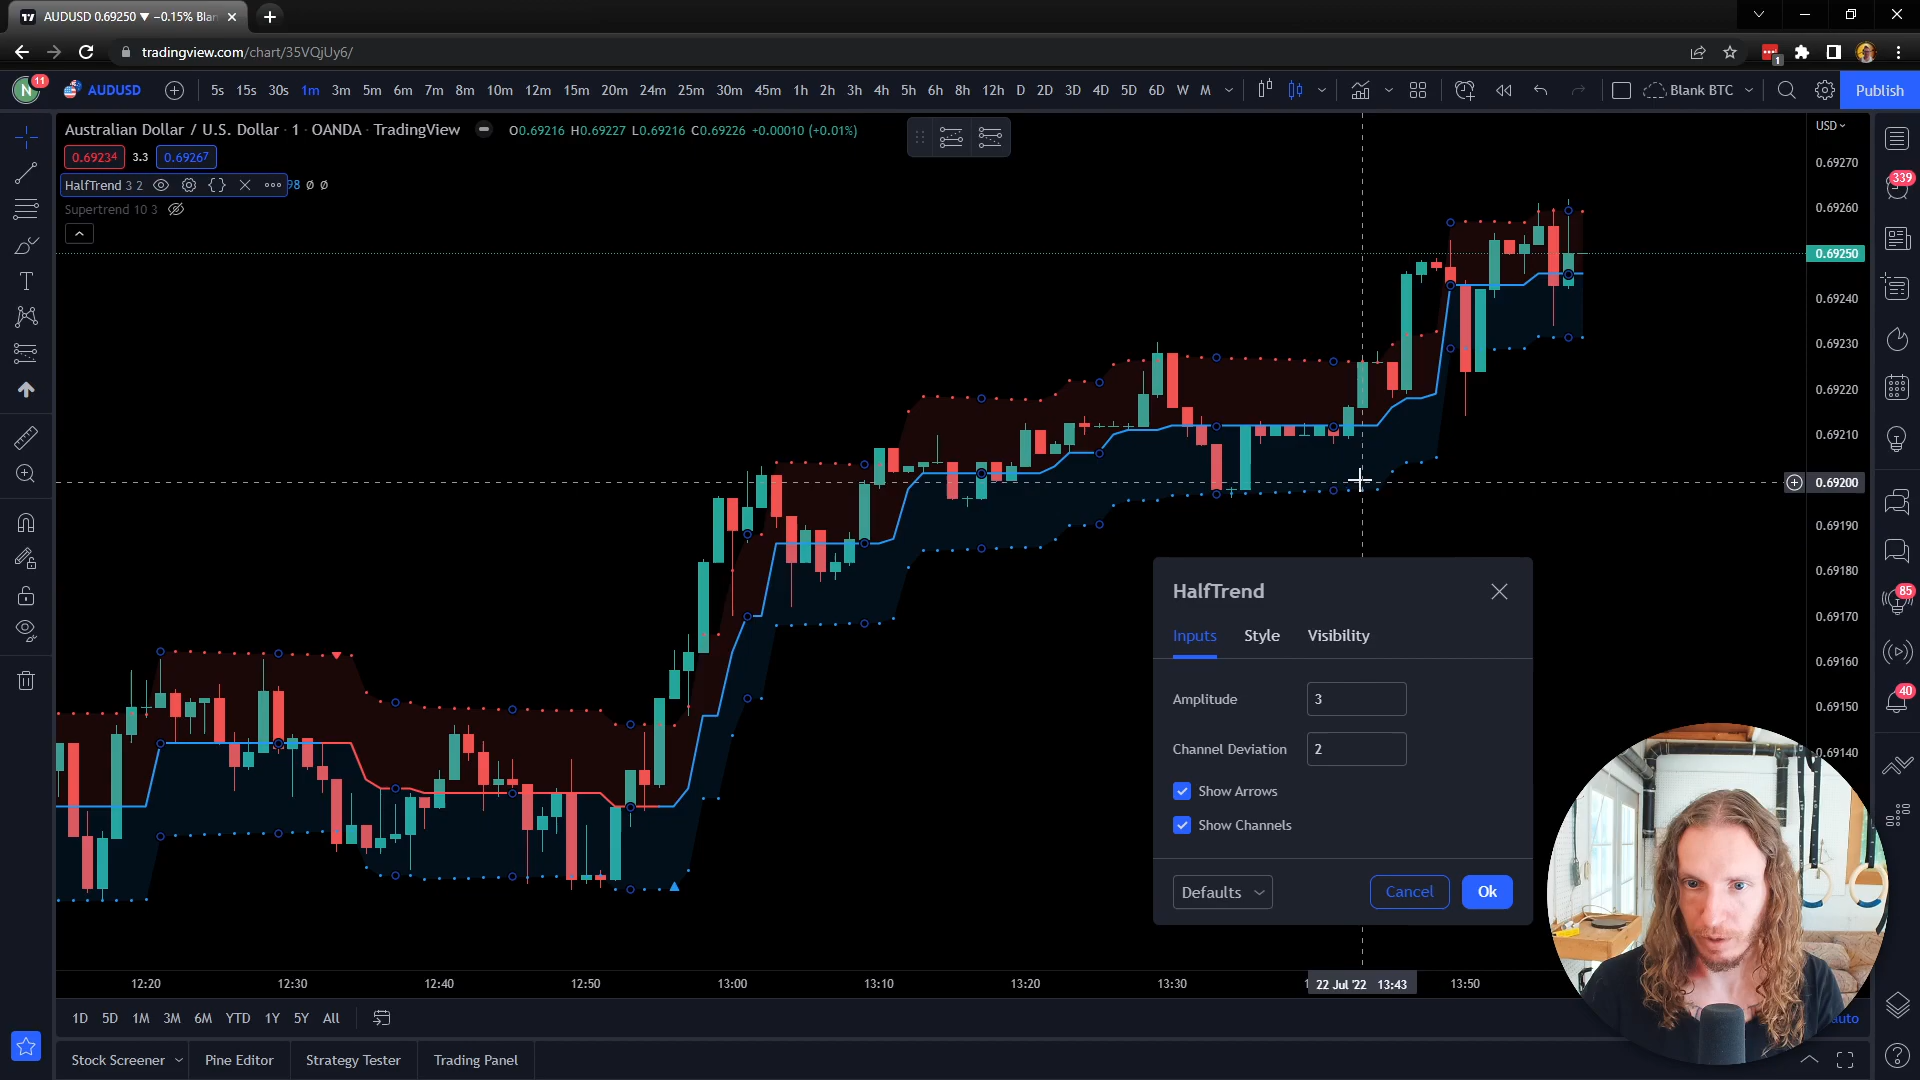 AUDUSD 0.69250 ▼ −0.15% Blan
tradingview.com/chart/35VQjUy6/
1
N 11 AUDUSD 5s 15s 30s 1m 3m 5m 6m 7m 8m 10m 12m 15m 20m 24m 25m 30m 45m 1h 2h 3h 4h 5h 6h 8h 12h D 2D 3D 4D 5D 6D W M Blank BTC Publish
Australian Dollar / U.S. Dollar · 1 · OANDA · TradingView O0.69216 H0.69227 L0.69216 C0.69226 +0.00010 (+0.01%)
USD
0.69234 3.3 0.69267
HalfTrend 3 2 98 ø ø
Supertrend 10 3
0.69270
0.69260
0.69250
0.69240
0.69230
0.69220
0.69210
0.69200
0.69190
0.69180
0.69170
0.69160
0.69150
0.69140
339
85
40
HalfTrend
Inputs Style Visibility
Amplitude 3
Channel Deviation 2
Show Arrows
Show Channels
Defaults Cancel Ok
12:20 12:30 12:40 12:50 13:00 13:10 13:20 13:30 22 Jul '22 13:43 13:50
1D 5D 1M 3M 6M YTD 1Y 5Y All auto
Stock Screener Pine Editor Strategy Tester Trading Panel